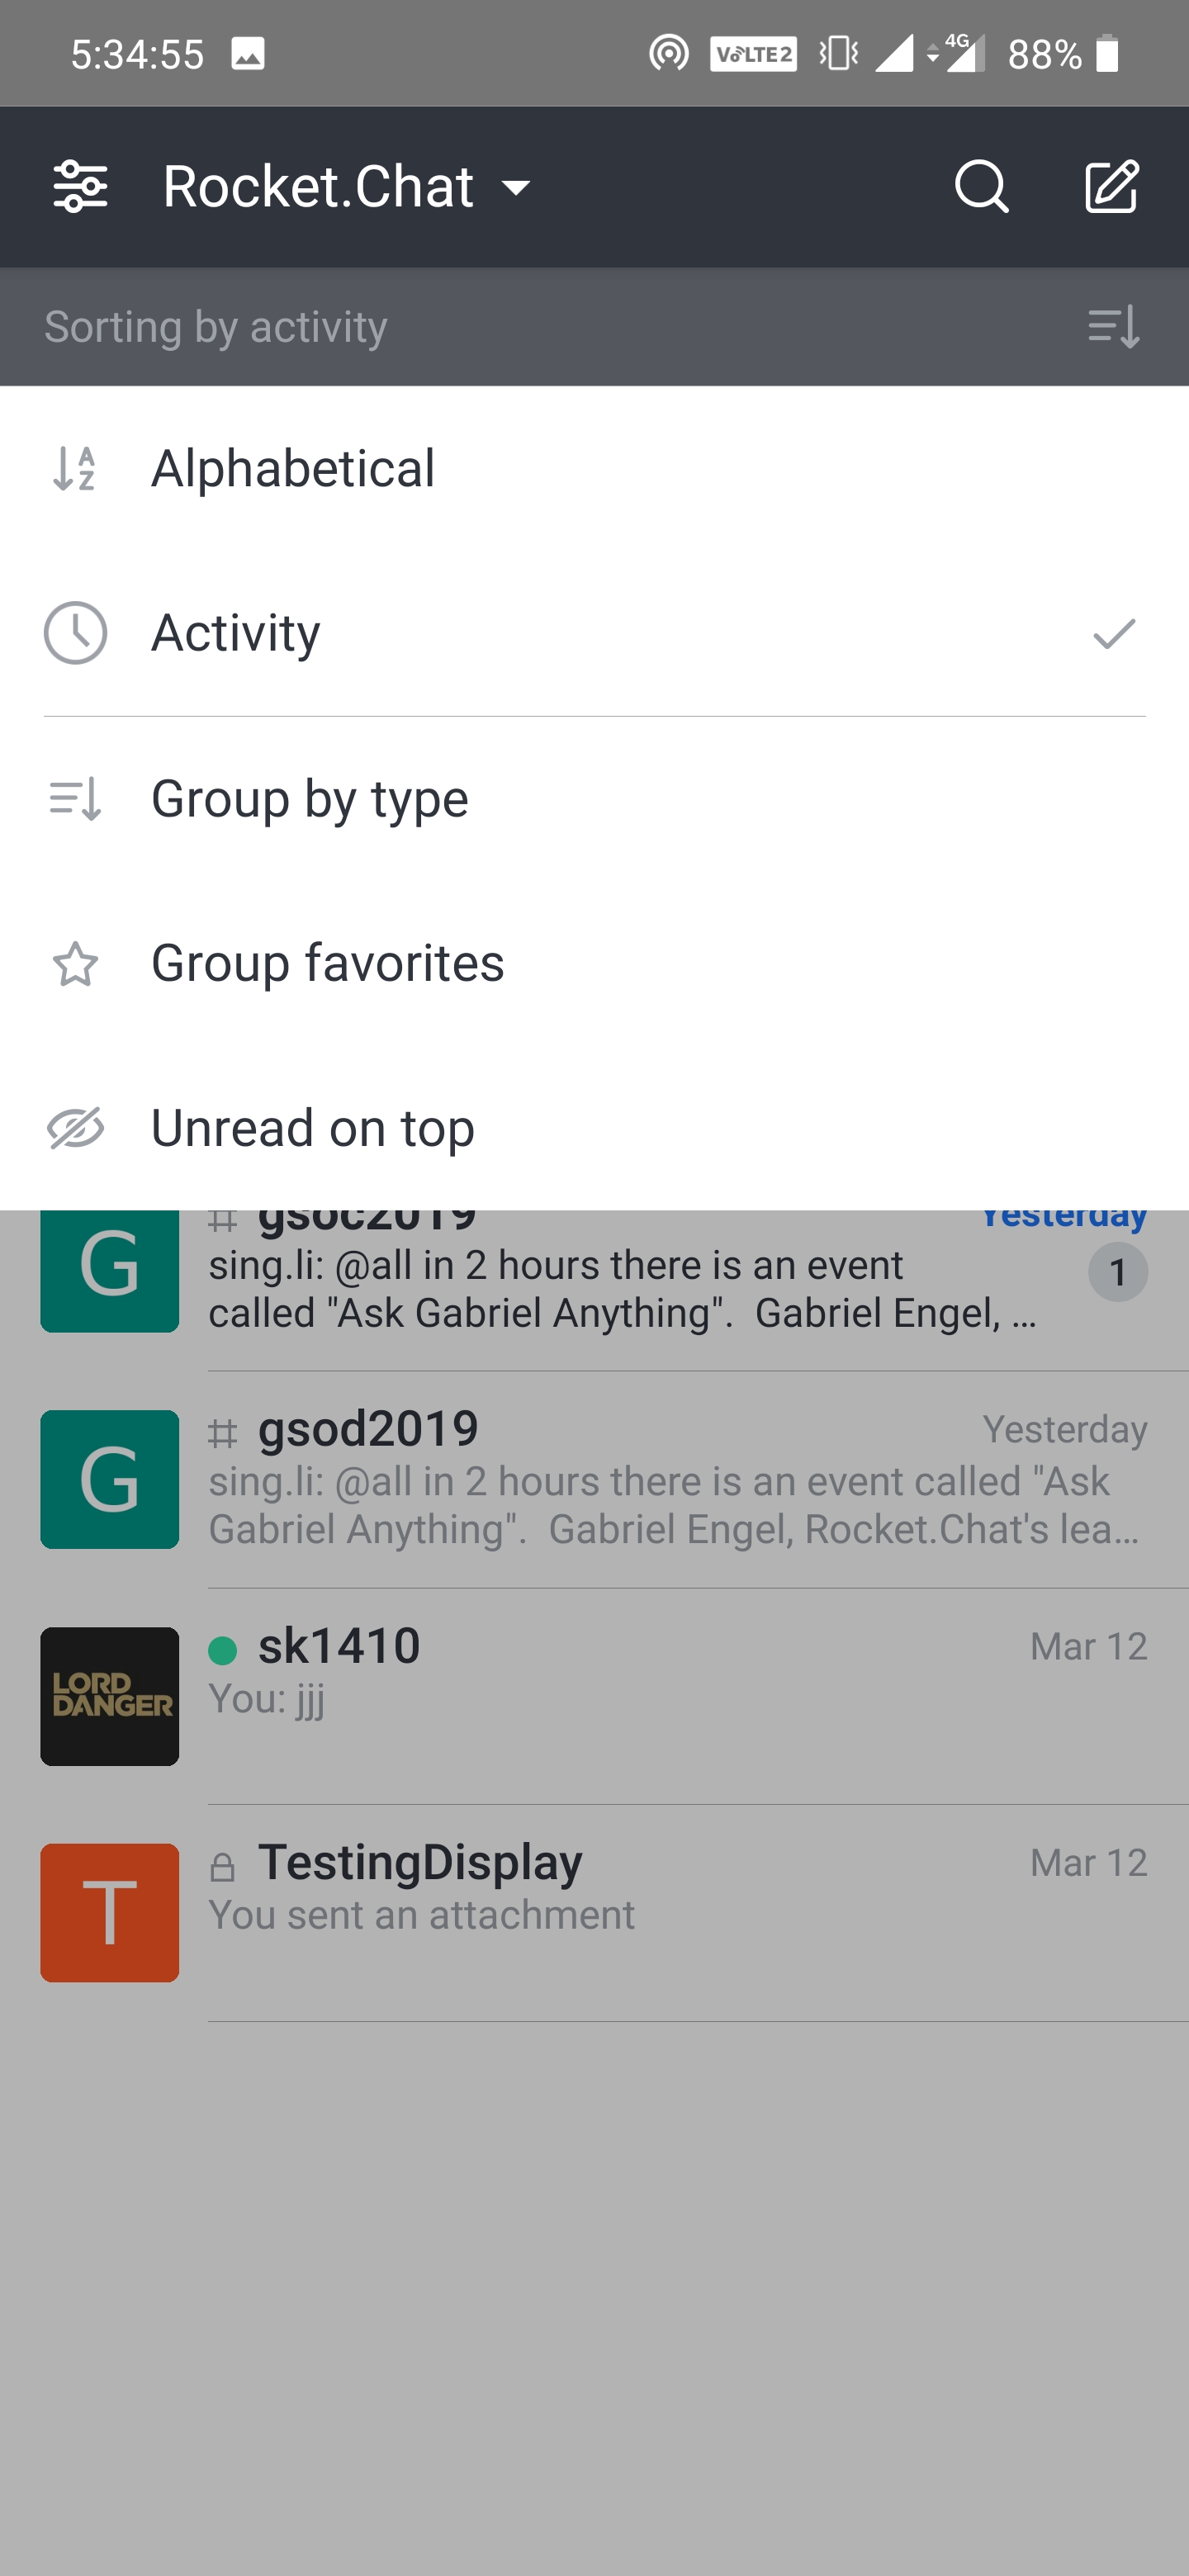 5:34:55
VoLTE2
4G
88%
Rocket.Chat
Sorting by activity
A
Z
Alphabetical
Activity
Group by type
Group favorites
Unread on top
G
gsoc2019
Yesterday
sing.li: @all in 2 hours there is an event
1
called "Ask Gabriel Anything".  Gabriel Engel, …
G
# gsod2019
Yesterday
sing.li: @all in 2 hours there is an event called "Ask
Gabriel Anything".  Gabriel Engel, Rocket.Chat's lea…
LORD
DANGER
sk1410
Mar 12
You: jjj
T
TestingDisplay
Mar 12
You sent an attachment